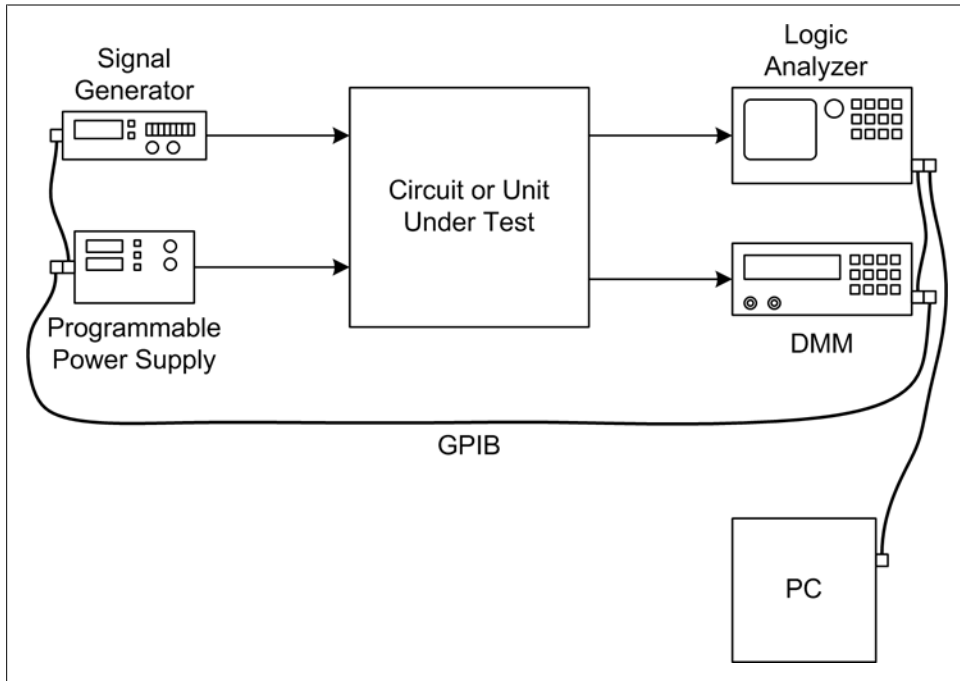 Signal
Generator
Logic
Analyzer
Circuit or Unit
Under Test
Programmable
Power Supply
DMM
GPIB
PC